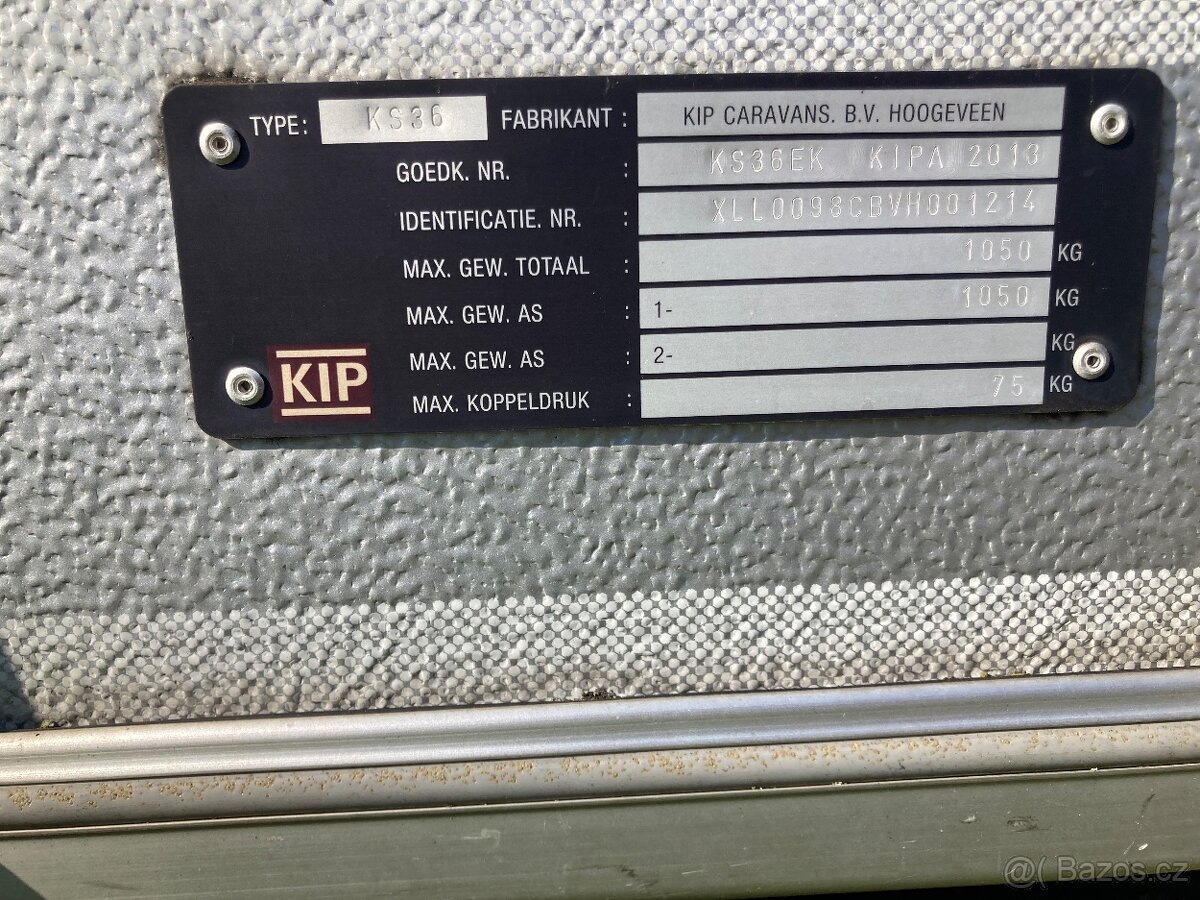 TYPE: KS36 FABRIKANT : KIP CARAVANS. B.V. HOOGEVEEN
GOEDK. NR. : KS36EK KIPA 2013
IDENTIFICATIE. NR. : XLL0098CBVH001214
MAX. GEW. TOTAAL : 1050 KG
MAX. GEW. AS : 1- 1050 KG
MAX. GEW. AS : 2- KG
MAX. KOPPELDRUK : 75 KG
KIP
@( Bazos.cz